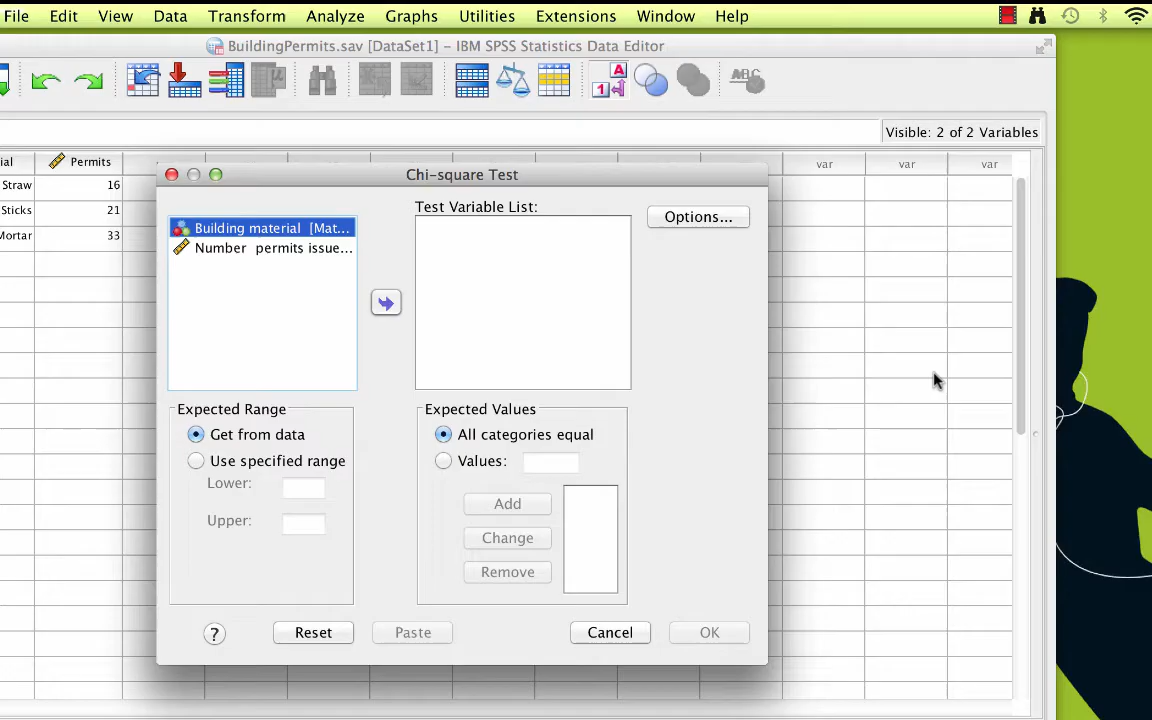 File Edit View Data Transform Analyze Graphs Utilities Extensions Window Help
BuildingPermits.sav [DataSet1] – IBM SPSS Statistics Data Editor
A
1
ABC
Visible: 2 of 2 Variables
ial Permits var var var
Straw 16
Sticks 21
Mortar 33
Chi-square Test
Test Variable List:
Options...
Building material [Mat...
Number permits issue...
Expected Range
Get from data
Use specified range
Lower:
Upper:
Expected Values
All categories equal
Values:
Add
Change
Remove
? Reset Paste Cancel OK